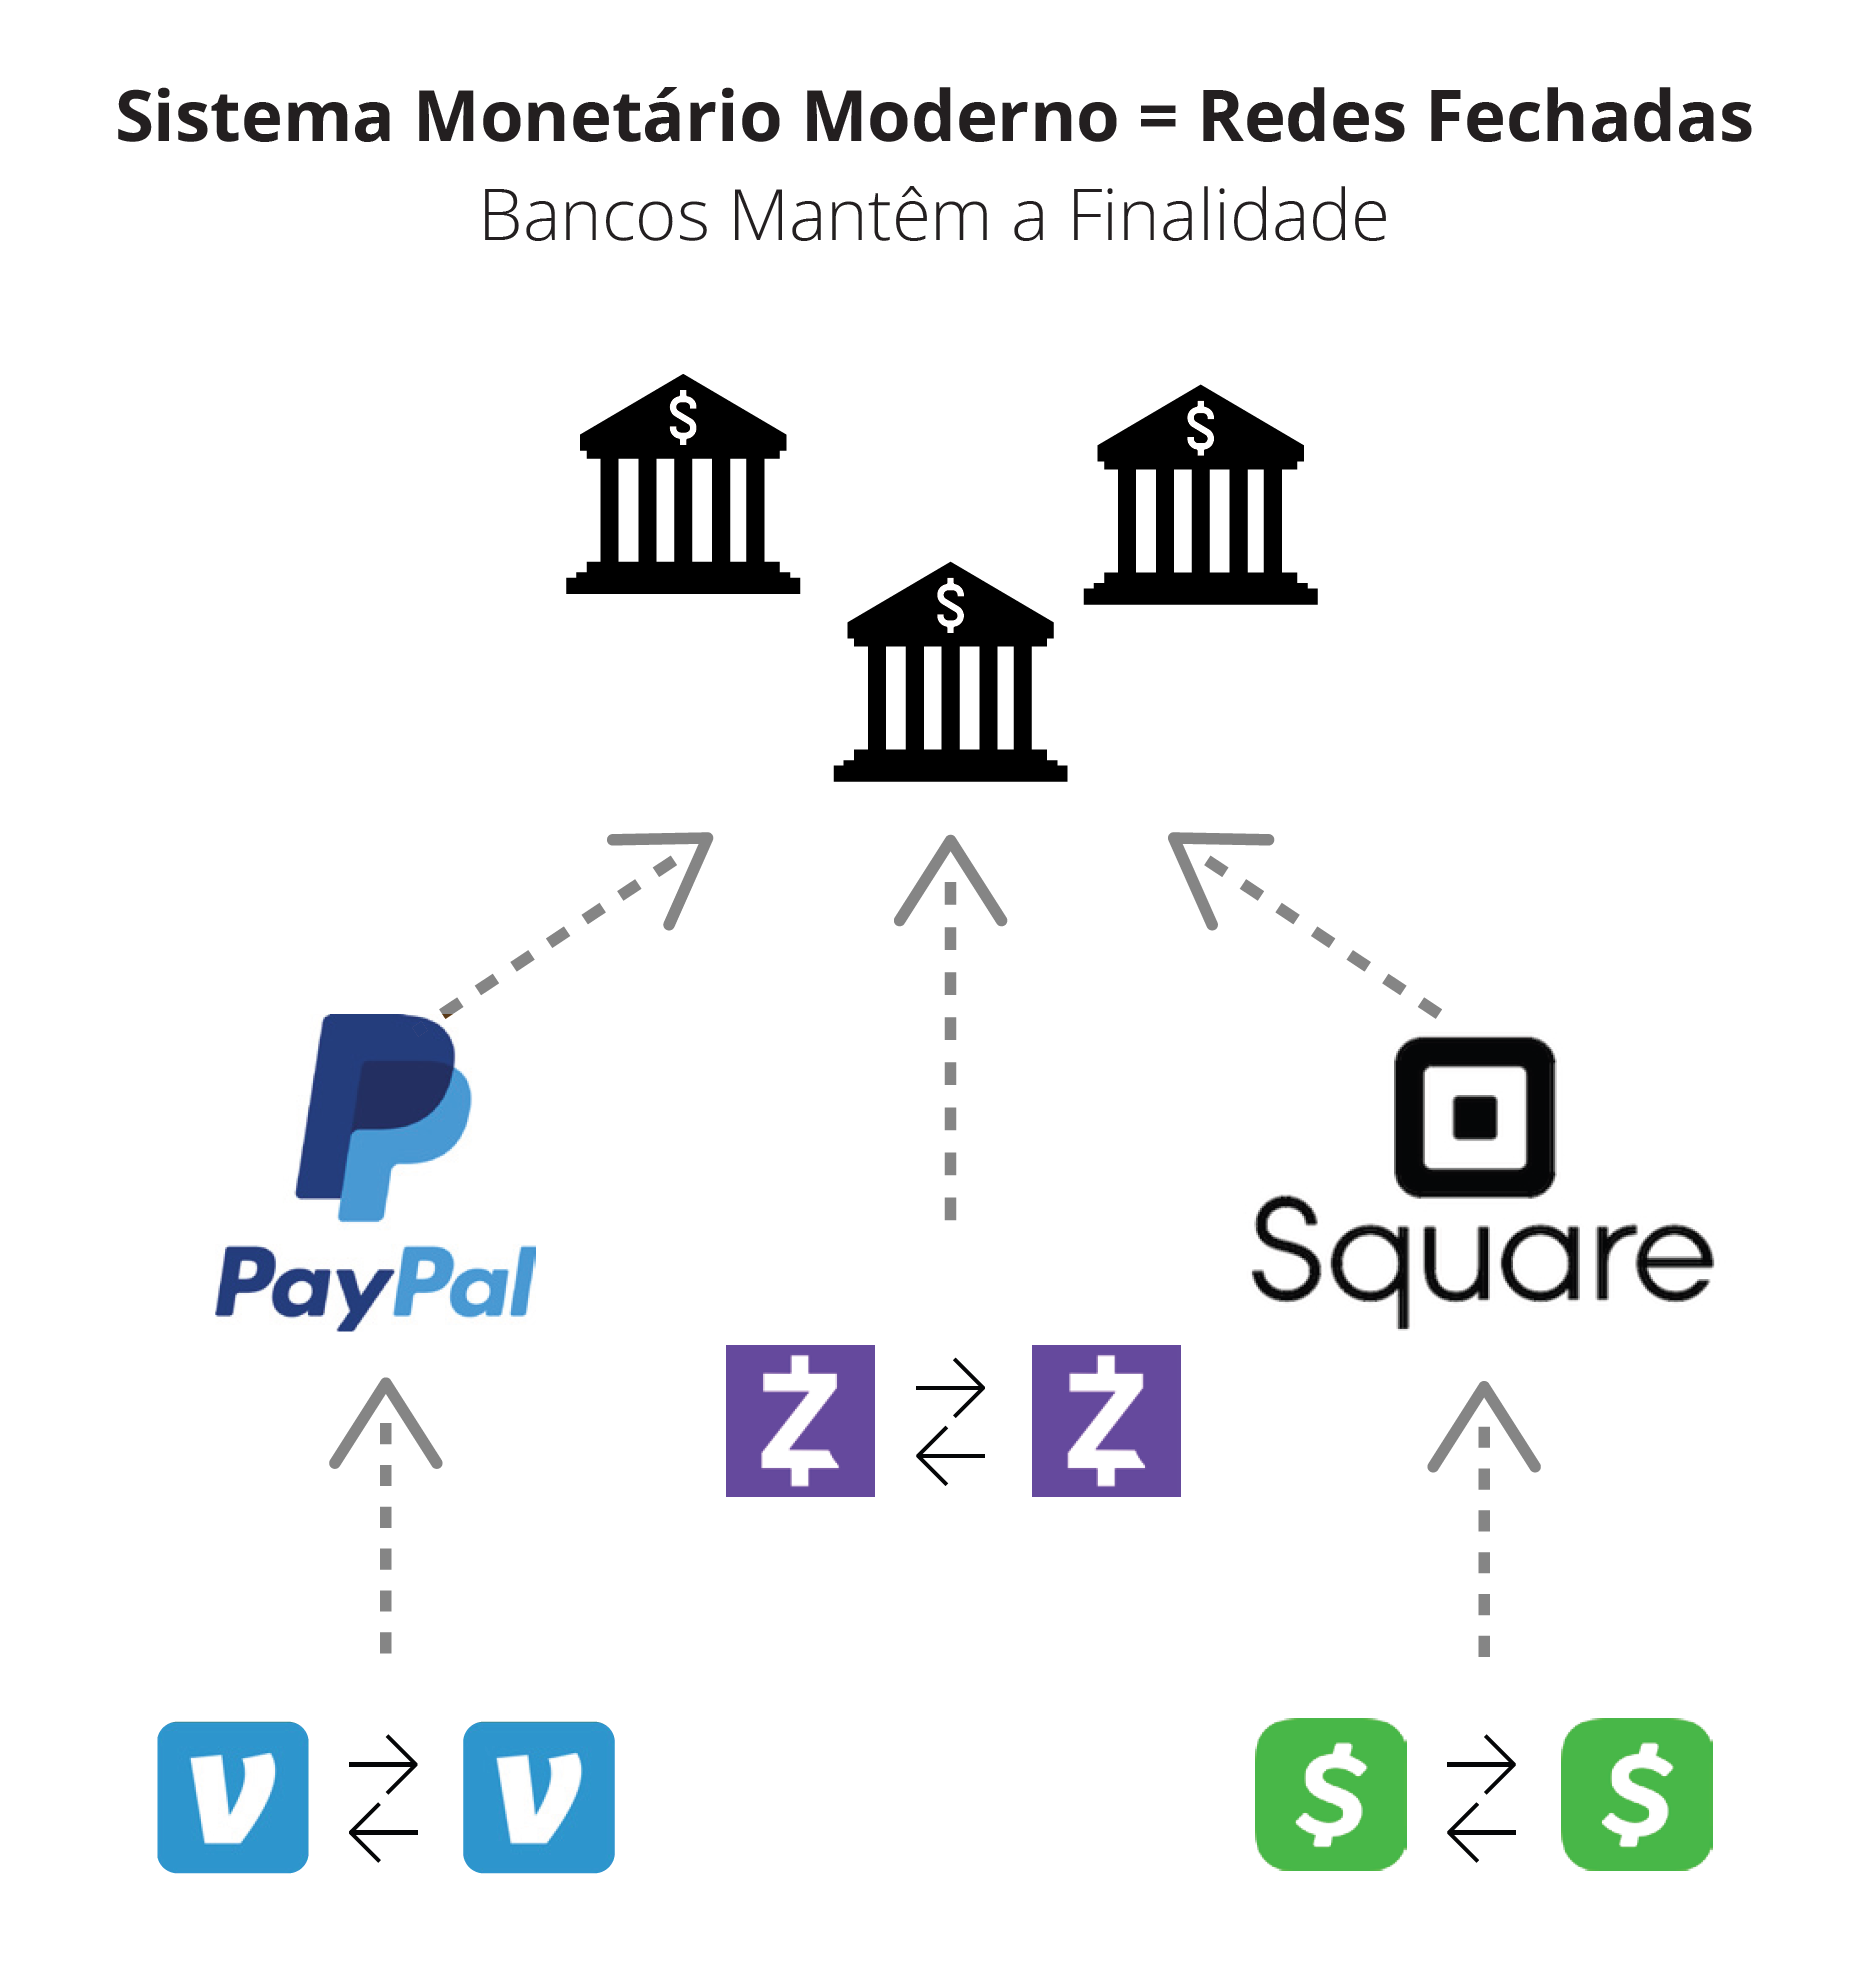 Sistema Monetário Moderno = Redes Fechadas
Bancos Mantêm a Finalidade
$
$
$
PayPal
Square
Z
Z
V
V
$
$